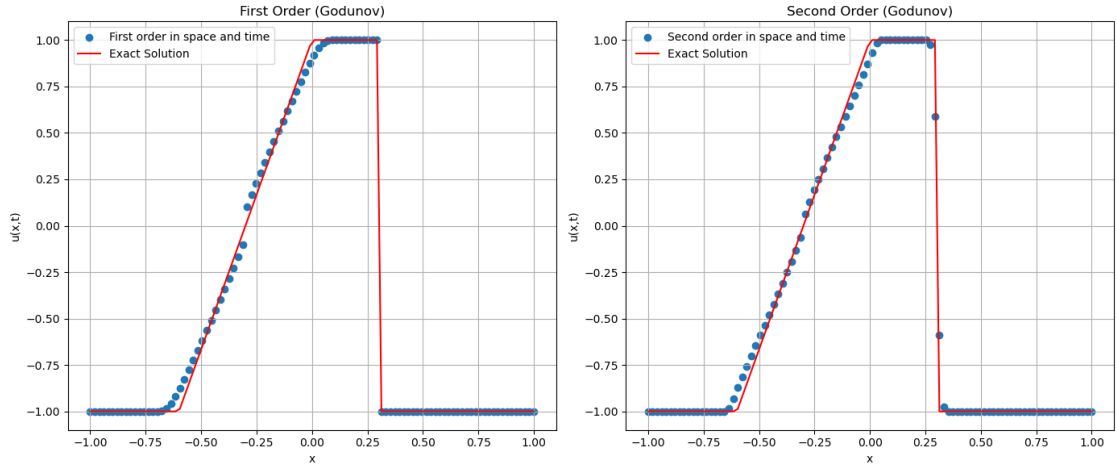 First Order (Godunov)
First order in space and time
Exact Solution
1.00
0.75
0.50
0.25
0.00
−0.25
−0.50
−0.75
−1.00
u(x,t)
−1.00 −0.75 −0.50 −0.25 0.00 0.25 0.50 0.75 1.00
x
Second Order (Godunov)
Second order in space and time
Exact Solution
1.00
0.75
0.50
0.25
0.00
−0.25
−0.50
−0.75
−1.00
u(x,t)
−1.00 −0.75 −0.50 −0.25 0.00 0.25 0.50 0.75 1.00
x